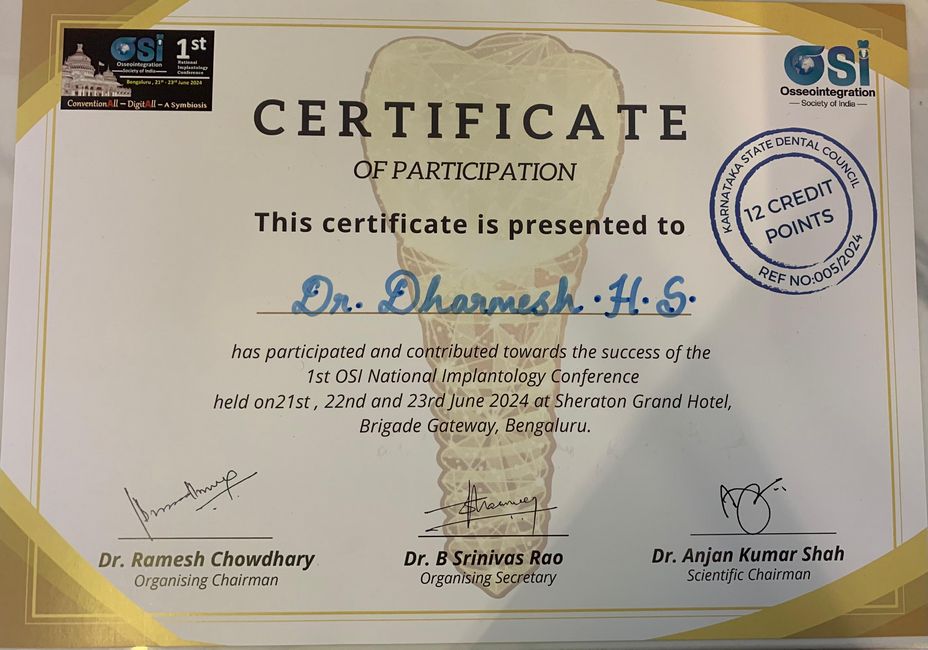 OSI 1st
Osseointegration
Society of India
National
Implantology
Conference
Bengaluru, 21st - 23rd June 2024
ConventionAll — DigitAll — A Symbiosis
OSI
Osseointegration
— Society of India —
CERTIFICATE
OF PARTICIPATION
KARNATAKA STATE DENTAL COUNCIL
12 CREDIT
POINTS
REF NO:005/2024
This certificate is presented to
Dr. Dharmesh . H. S.
has participated and contributed towards the success of the
1st OSI National Implantology Conference
held on21st , 22nd and 23rd June 2024 at Sheraton Grand Hotel,
Brigade Gateway, Bengaluru.
Dr. Ramesh Chowdhary
Organising Chairman
Dr. B Srinivas Rao
Organising Secretary
Dr. Anjan Kumar Shah
Scientific Chairman